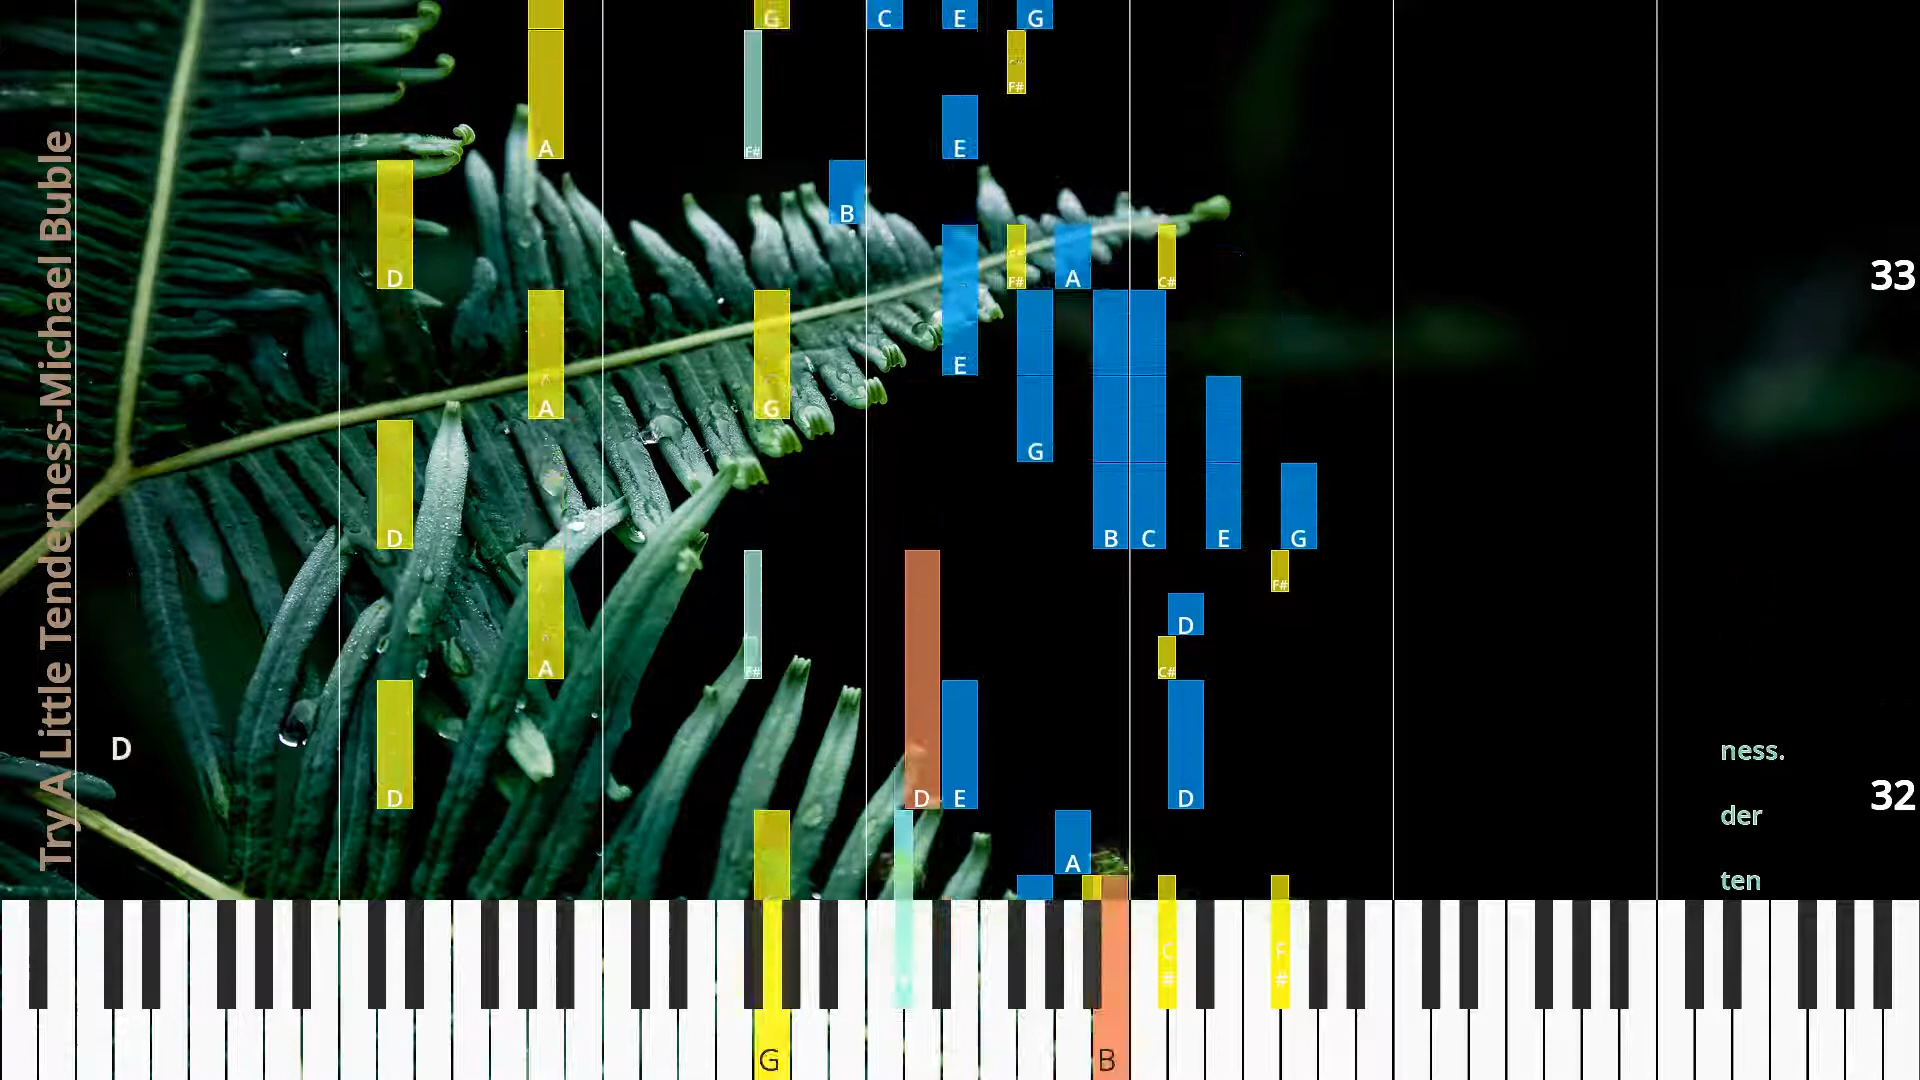 Try A Little Tenderness-Michael Buble
G C E G
F#
A F# E
B
D F# A C# 33
E
A G
G
D B C E G
F#
D
A F# C#
D ness.
D D E D 32
der
A
ten
C# F#
G B